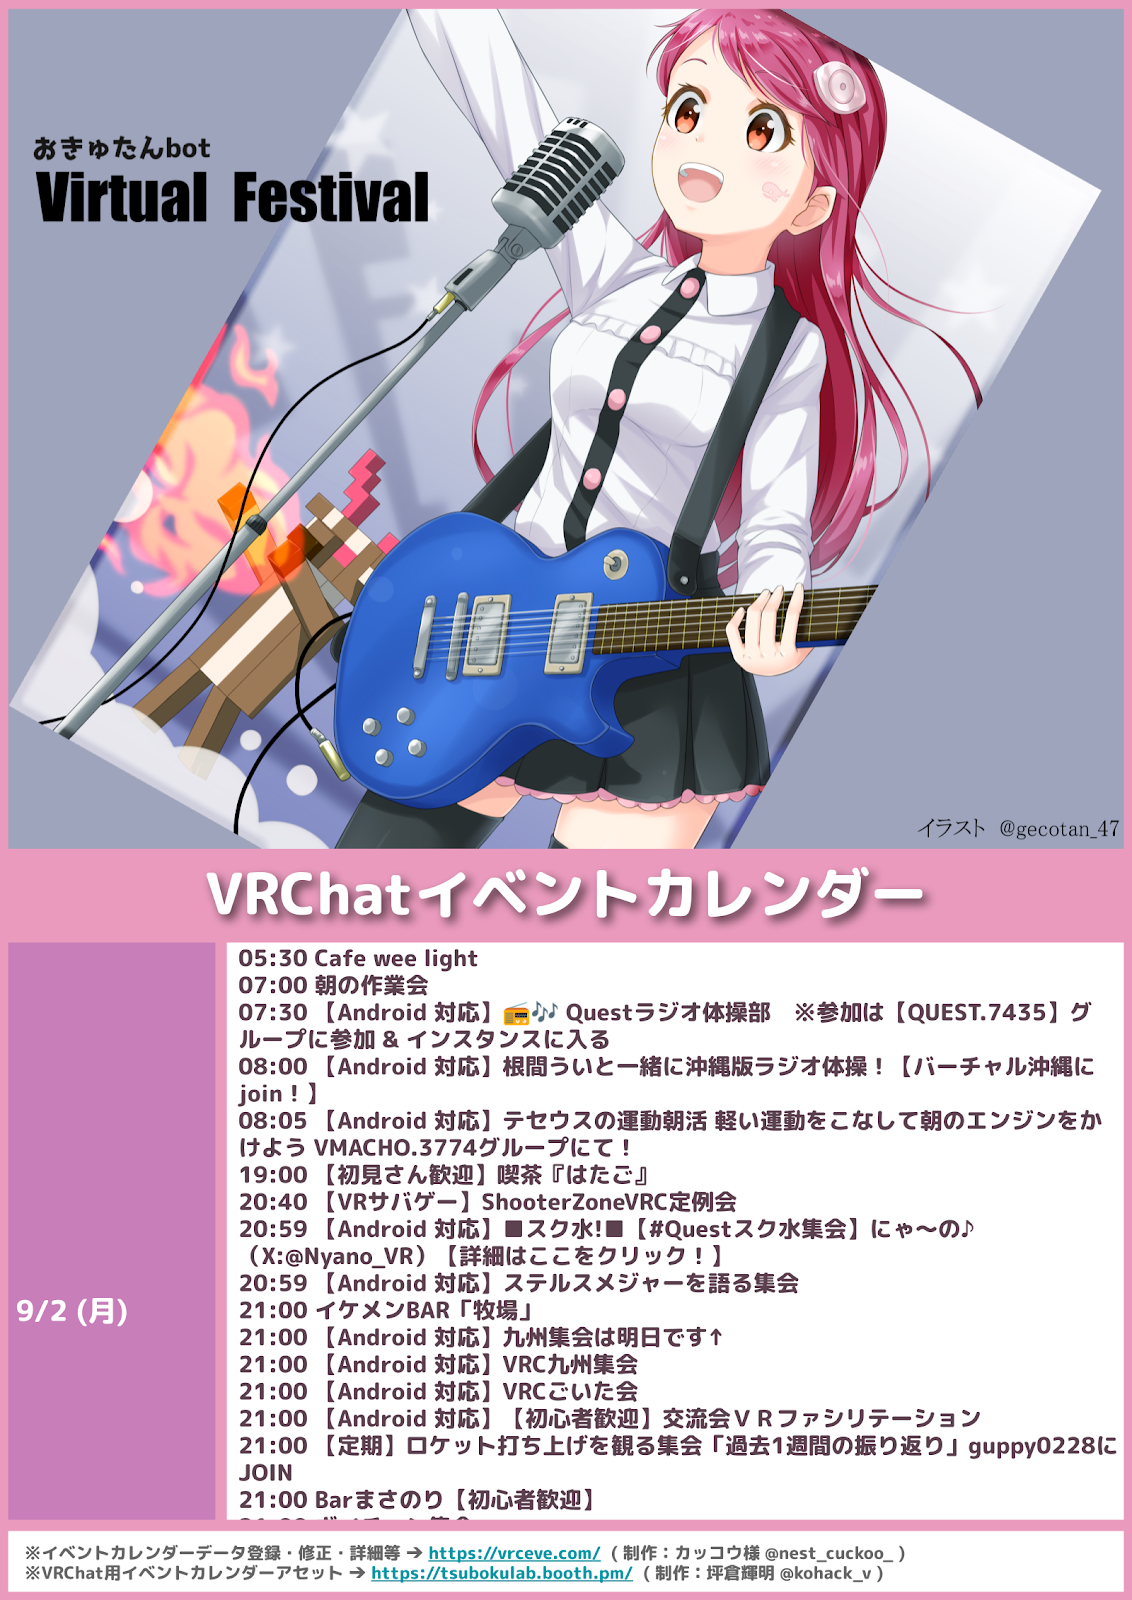 おきゅたんbot
Virtual Festival
イラスト @gecotan_47
VRChatイベントカレンダー
9/2 (月)
05:30 Cafe wee light
07:00 朝の作業会
07:30 【Android 対応】📻🎶 Questラジオ体操部　※参加は【QUEST.7435】グ
ループに参加 & インスタンスに入る
08:00 【Android 対応】根間ういと一緒に沖縄版ラジオ体操！【バーチャル沖縄に
join！】
08:05 【Android 対応】テセウスの運動朝活 軽い運動をこなして朝のエンジンをか
けよう VMACHO.3774グループにて！
19:00 【初見さん歓迎】喫茶『はたご』
20:40 【VRサバゲー】ShooterZoneVRC定例会
20:59 【Android 対応】■スク水!■【#Questスク水集会】にゃ～の♪
（X:@Nyano_VR）【詳細はここをクリック！】
20:59 【Android 対応】ステルスメジャーを語る集会
21:00 イケメンBAR「牧場」
21:00 【Android 対応】九州集会は明日です↑
21:00 【Android 対応】VRC九州集会
21:00 【Android 対応】VRCごいた会
21:00 【Android 対応】【初心者歓迎】交流会ＶＲファシリテーション
21:00 【定期】ロケット打ち上げを観る集会「過去1週間の振り返り」guppy0228に
JOIN
21:00 Barまさのり【初心者歓迎】
※イベントカレンダーデータ登録・修正・詳細等 → https://vrceve.com/ ( 制作：カッコウ様 @nest_cuckoo_ )
※VRChat用イベントカレンダーアセット → https://tsubokulab.booth.pm/ ( 制作：坪倉輝明 @kohack_v )